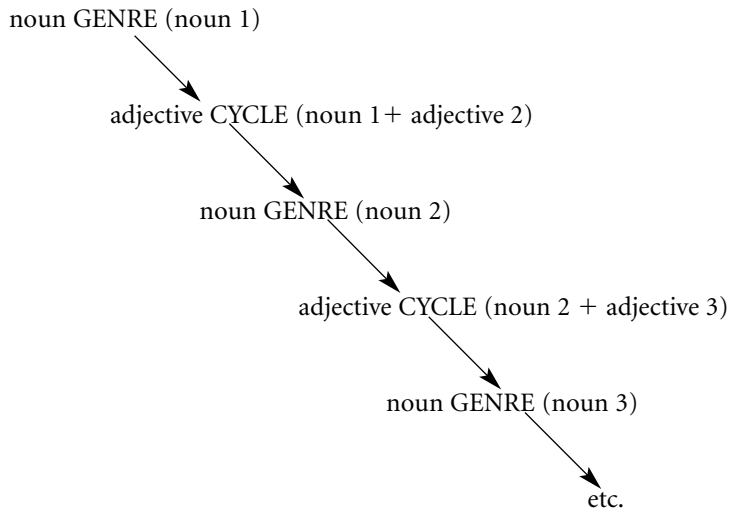 noun GENRE (noun 1)
adjective CYCLE (noun 1+ adjective 2)
noun GENRE (noun 2)
adjective CYCLE (noun 2 + adjective 3)
noun GENRE (noun 3)
etc.